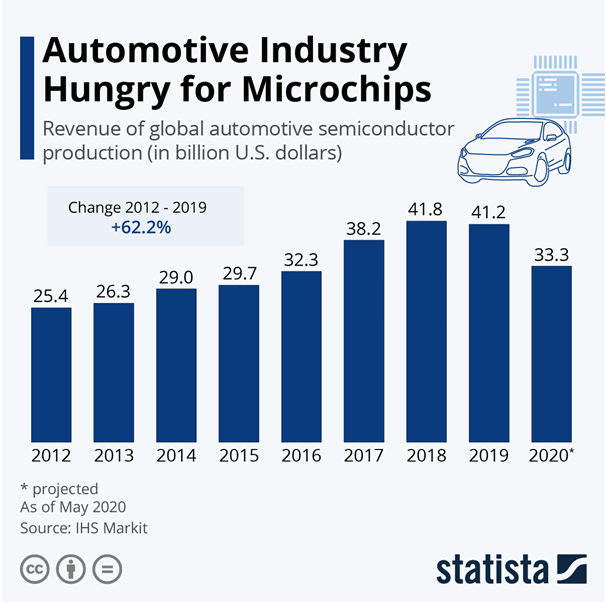 Automotive Industry
Hungry for Microchips
Revenue of global automotive semiconductor
production (in billion U.S. dollars)
Change 2012 - 2019
+62.2%
25.4
26.3
29.0
29.7
32.3
38.2
41.8
41.2
33.3
2012
2013
2014
2015
2016
2017
2018
2019
2020*
* projected
As of May 2020
Source: IHS Markit
cc
=
statista